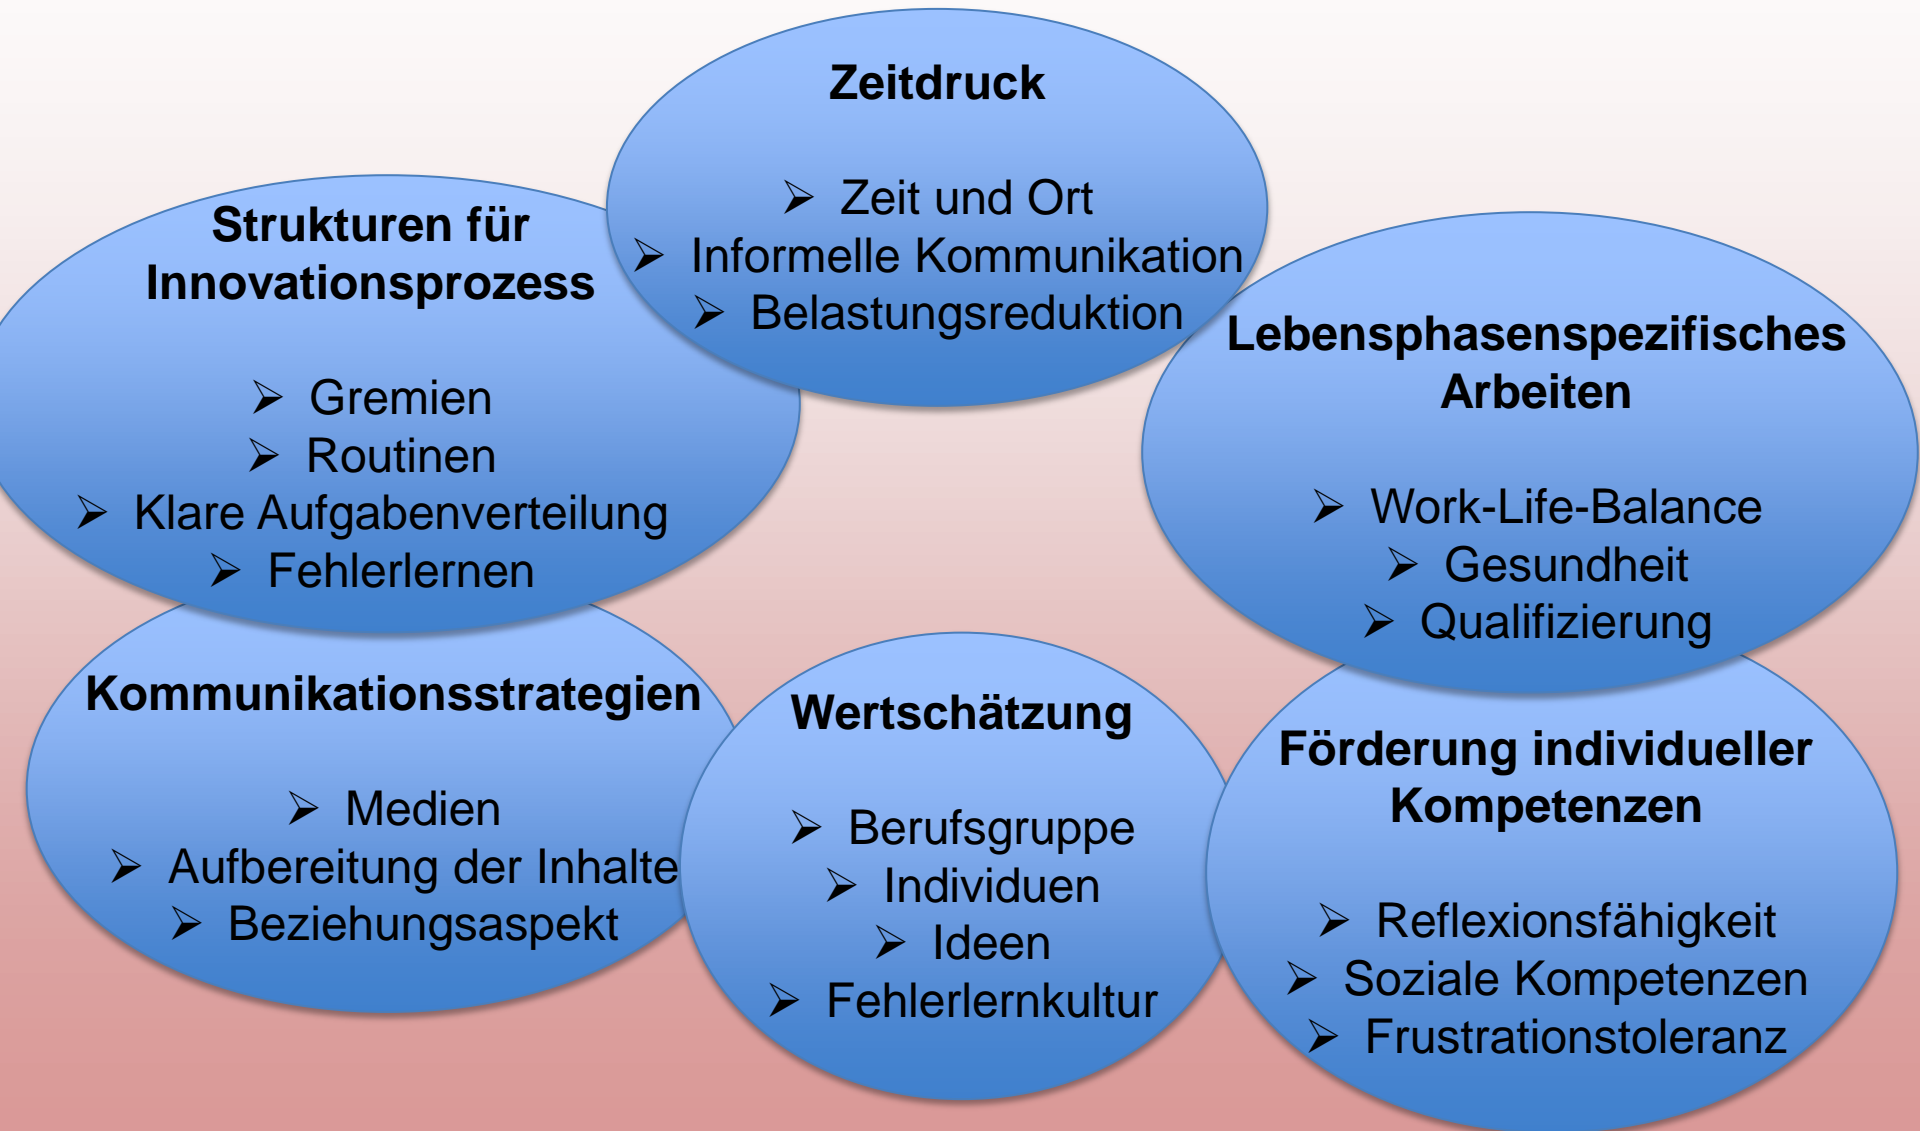 Zeitdruck
➢ Zeit und Ort
➢ Informelle Kommunikation
➢ Belastungsreduktion
Strukturen für
Innovationsprozess
➢ Gremien
➢ Routinen
➢ Klare Aufgabenverteilung
➢ Fehlerlernen
Lebensphasenspezifisches
Arbeiten
➢ Work-Life-Balance
➢ Gesundheit
➢ Qualifizierung
Kommunikationsstrategien
➢ Medien
➢ Aufbereitung der Inhalte
➢ Beziehungsaspekt
Wertschätzung
➢ Berufsgruppe
➢ Individuen
➢ Ideen
➢ Fehlerlernkultur
Förderung individueller
Kompetenzen
➢ Reflexionsfähigkeit
➢ Soziale Kompetenzen
➢ Frustrationstoleranz